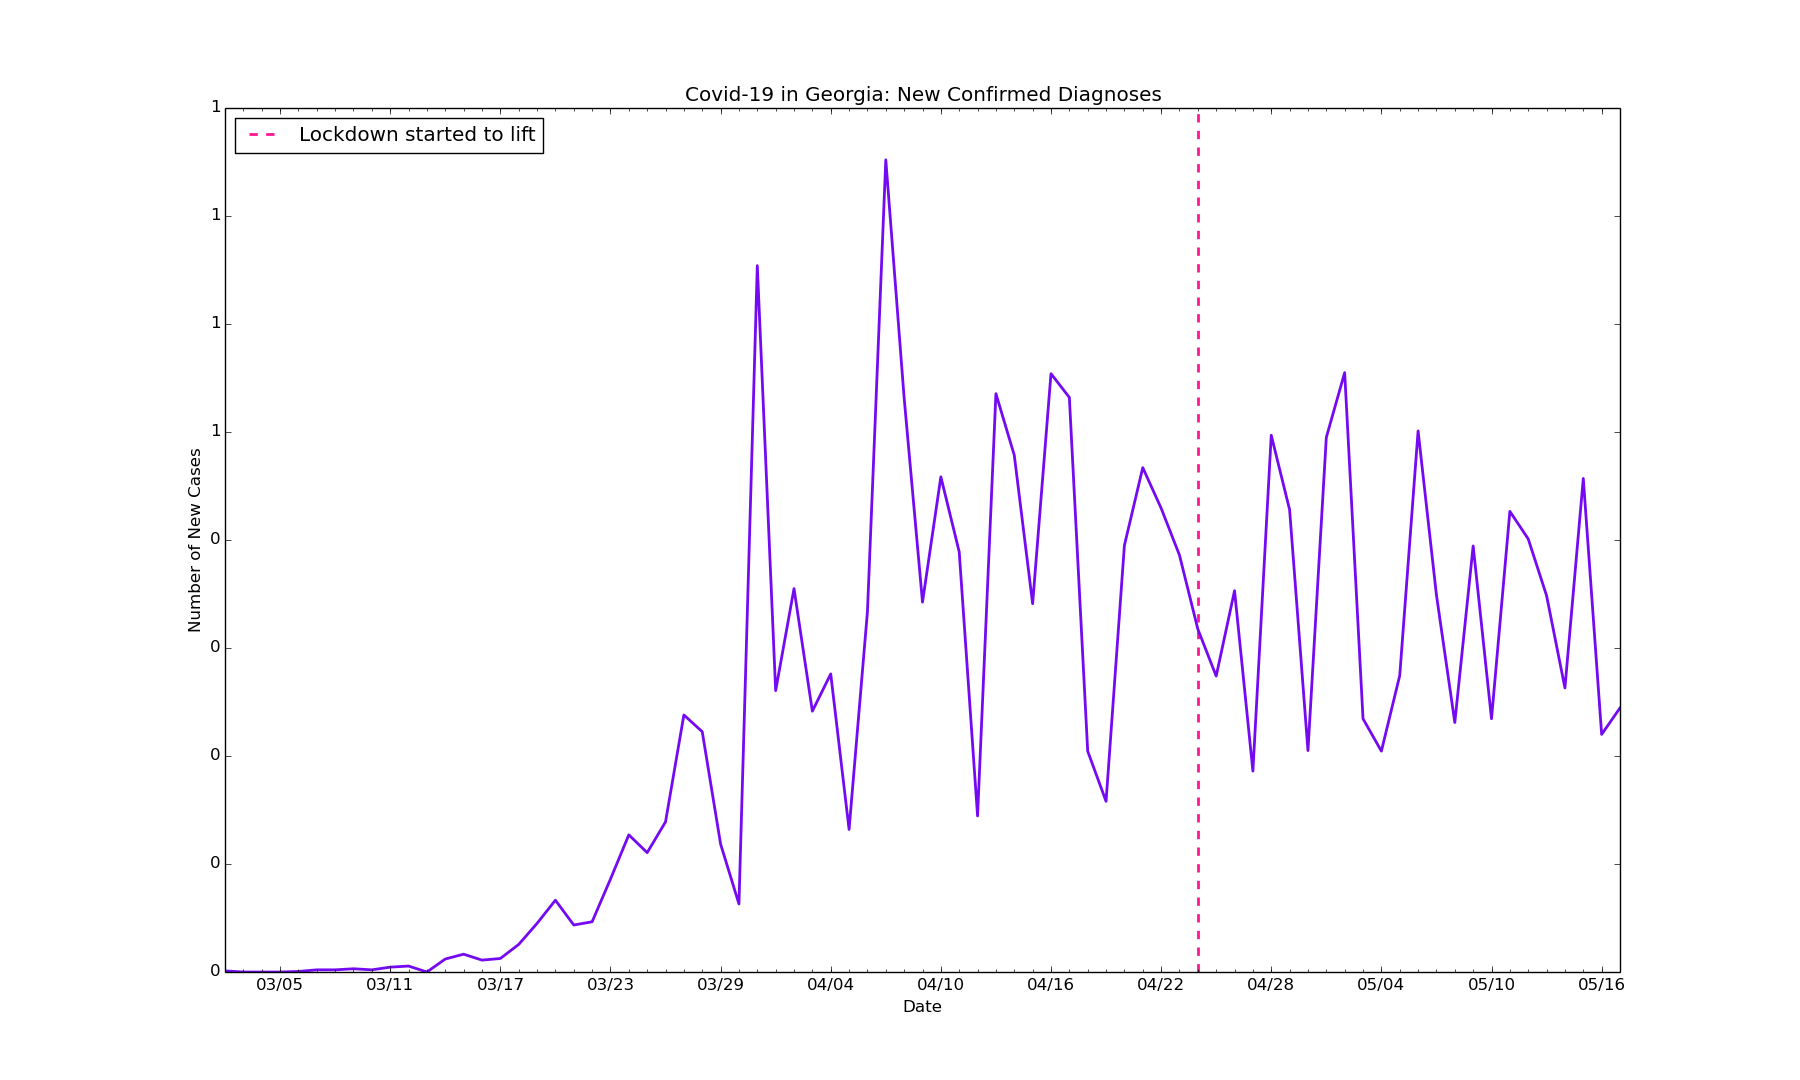 Covid-19 in Georgia: New Confirmed Diagnoses
Lockdown started to lift
1
1
1
1
0
0
0
0
0
Number of New Cases
03/05 03/11 03/17 03/23 03/29 04/04 04/10 04/16 04/22 04/28 05/04 05/10 05/16
Date